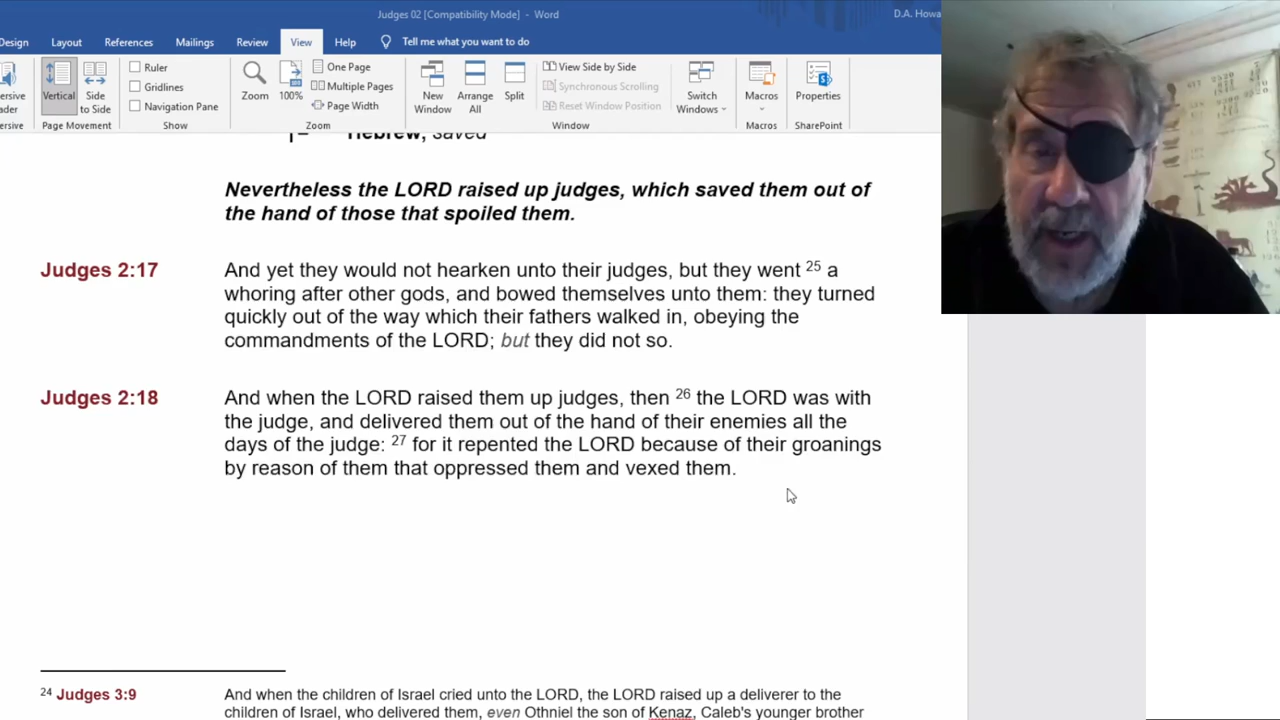 Judges 02 [Compatibility Mode] - Word
D.A. Howa
Design Layout References Mailings Review View Help Tell me what you want to do
Vertical
Side to Side
Page Movement
Ruler
Gridlines
Navigation Pane
Show
Zoom
100%
One Page
Multiple Pages
Page Width
Zoom
New Window
Arrange All
Split
View Side by Side
Synchronous Scrolling
Reset Window Position
Window
Switch Windows
Macros
Macros
Properties
SharePoint
Hebrew, saved
Nevertheless the LORD raised up judges, which saved them out of
the hand of those that spoiled them.
Judges 2:17 And yet they would not hearken unto their judges, but they went 25 a
whoring after other gods, and bowed themselves unto them: they turned
quickly out of the way which their fathers walked in, obeying the
commandments of the LORD; but they did not so.
Judges 2:18 And when the LORD raised them up judges, then 26 the LORD was with
the judge, and delivered them out of the hand of their enemies all the
days of the judge: 27 for it repented the LORD because of their groanings
by reason of them that oppressed them and vexed them.
24 Judges 3:9 And when the children of Israel cried unto the LORD, the LORD raised up a deliverer to the
children of Israel, who delivered them, even Othniel the son of Kenaz, Caleb's younger brother